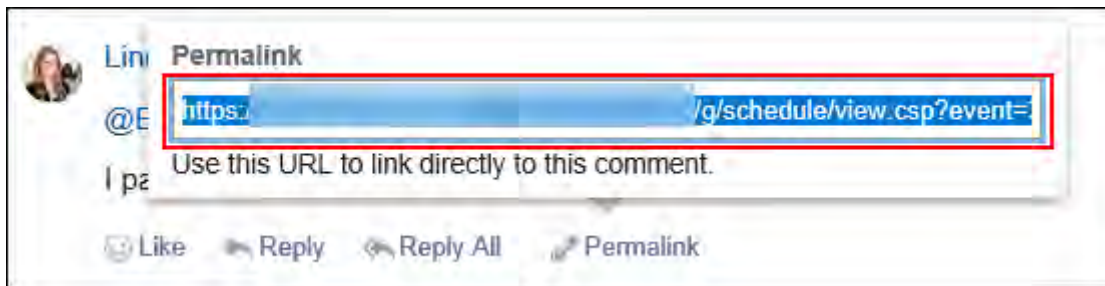 Permalink
https:/ /g/schedule/view.csp?event=
Use this URL to link directly to this comment.
Like Reply Reply All Permalink